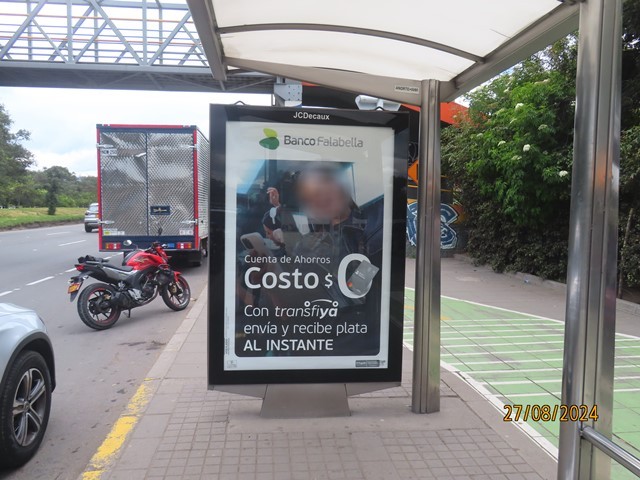 JCDecaux
Banco Falabella
Cuenta de Ahorros
Costo $0
Con transfiya
envía y recibe plata
AL INSTANTE
27/08/2024